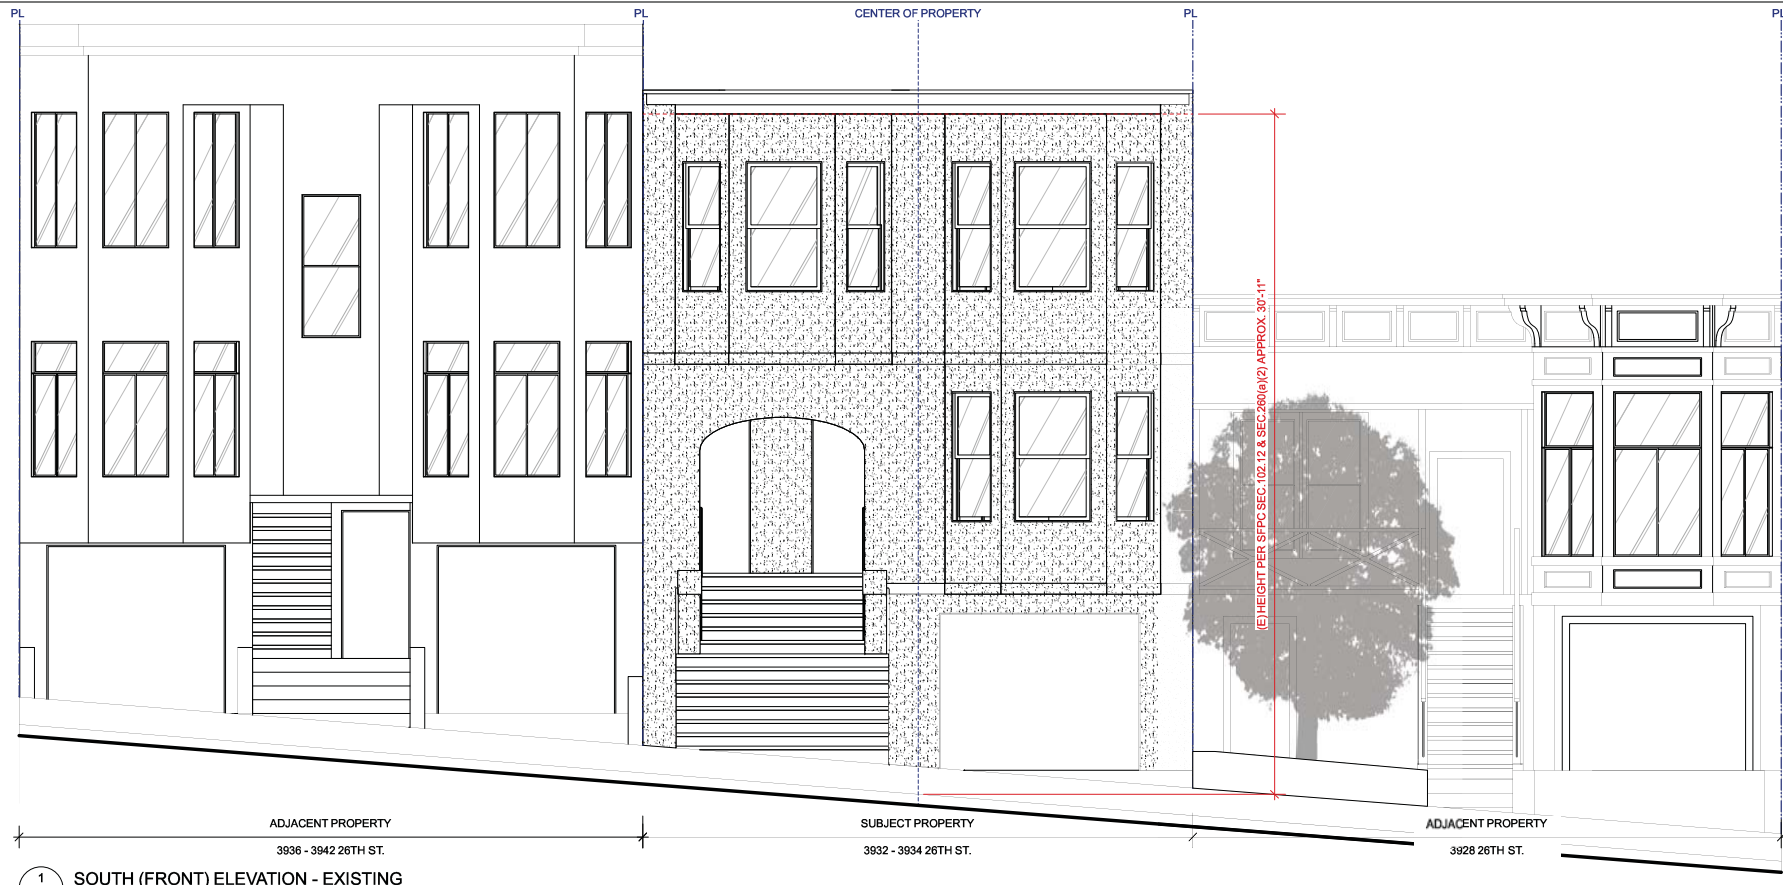 PL
PL
CENTER OF PROPERTY
PL
PL
(E) HEIGHT PER SFPC SEC.102.12 & SEC.260(a)(2) APPROX. 30'-11"
ADJACENT PROPERTY
SUBJECT PROPERTY
ADJACENT PROPERTY
3936 - 3942 26TH ST.
3932 - 3934 26TH ST.
3928 26TH ST.
1
SOUTH (FRONT) ELEVATION - EXISTING